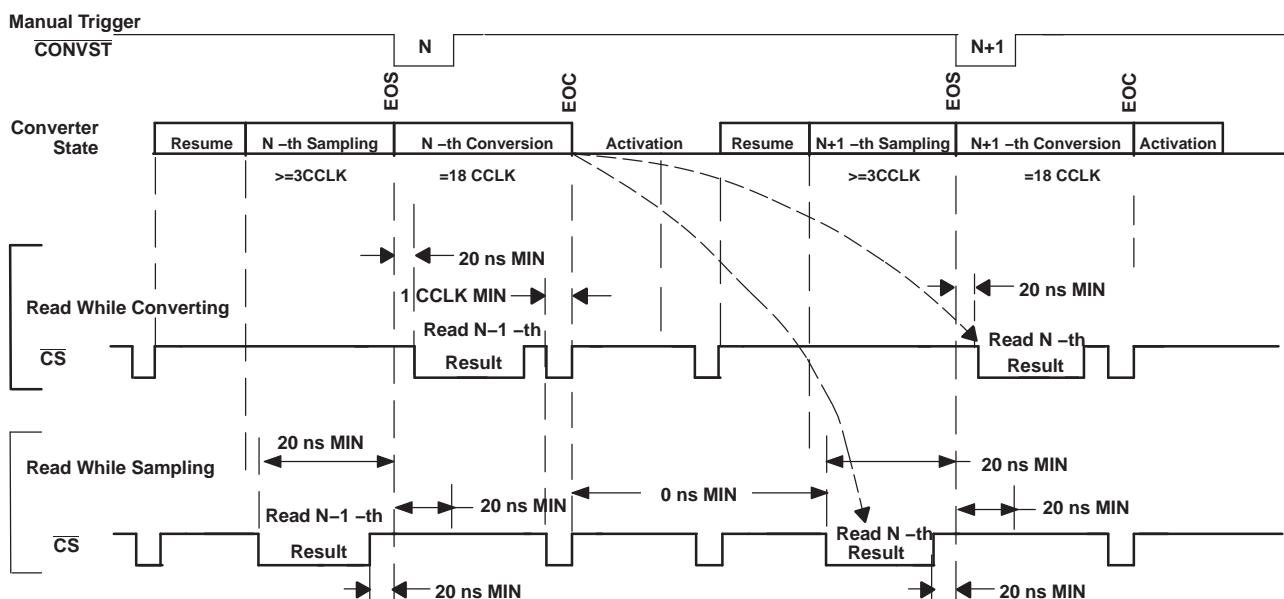 Manual Trigger
CONVST
N
N+1
EOS
EOC
EOS
EOC
Converter
State
Resume
N −th Sampling
N −th Conversion
Activation
Resume
N+1 −th Sampling
N+1 −th Conversion
Activation
>=3CCLK
=18 CCLK
>=3CCLK
=18 CCLK
20 ns MIN
20 ns MIN
1 CCLK MIN
Read While Converting
Read N−1 −th
Result
Read N −th
Result
CS
20 ns MIN
20 ns MIN
Read While Sampling
0 ns MIN
20 ns MIN
20 ns MIN
Read N−1 −th
Result
Read N −th
Result
CS
20 ns MIN
20 ns MIN